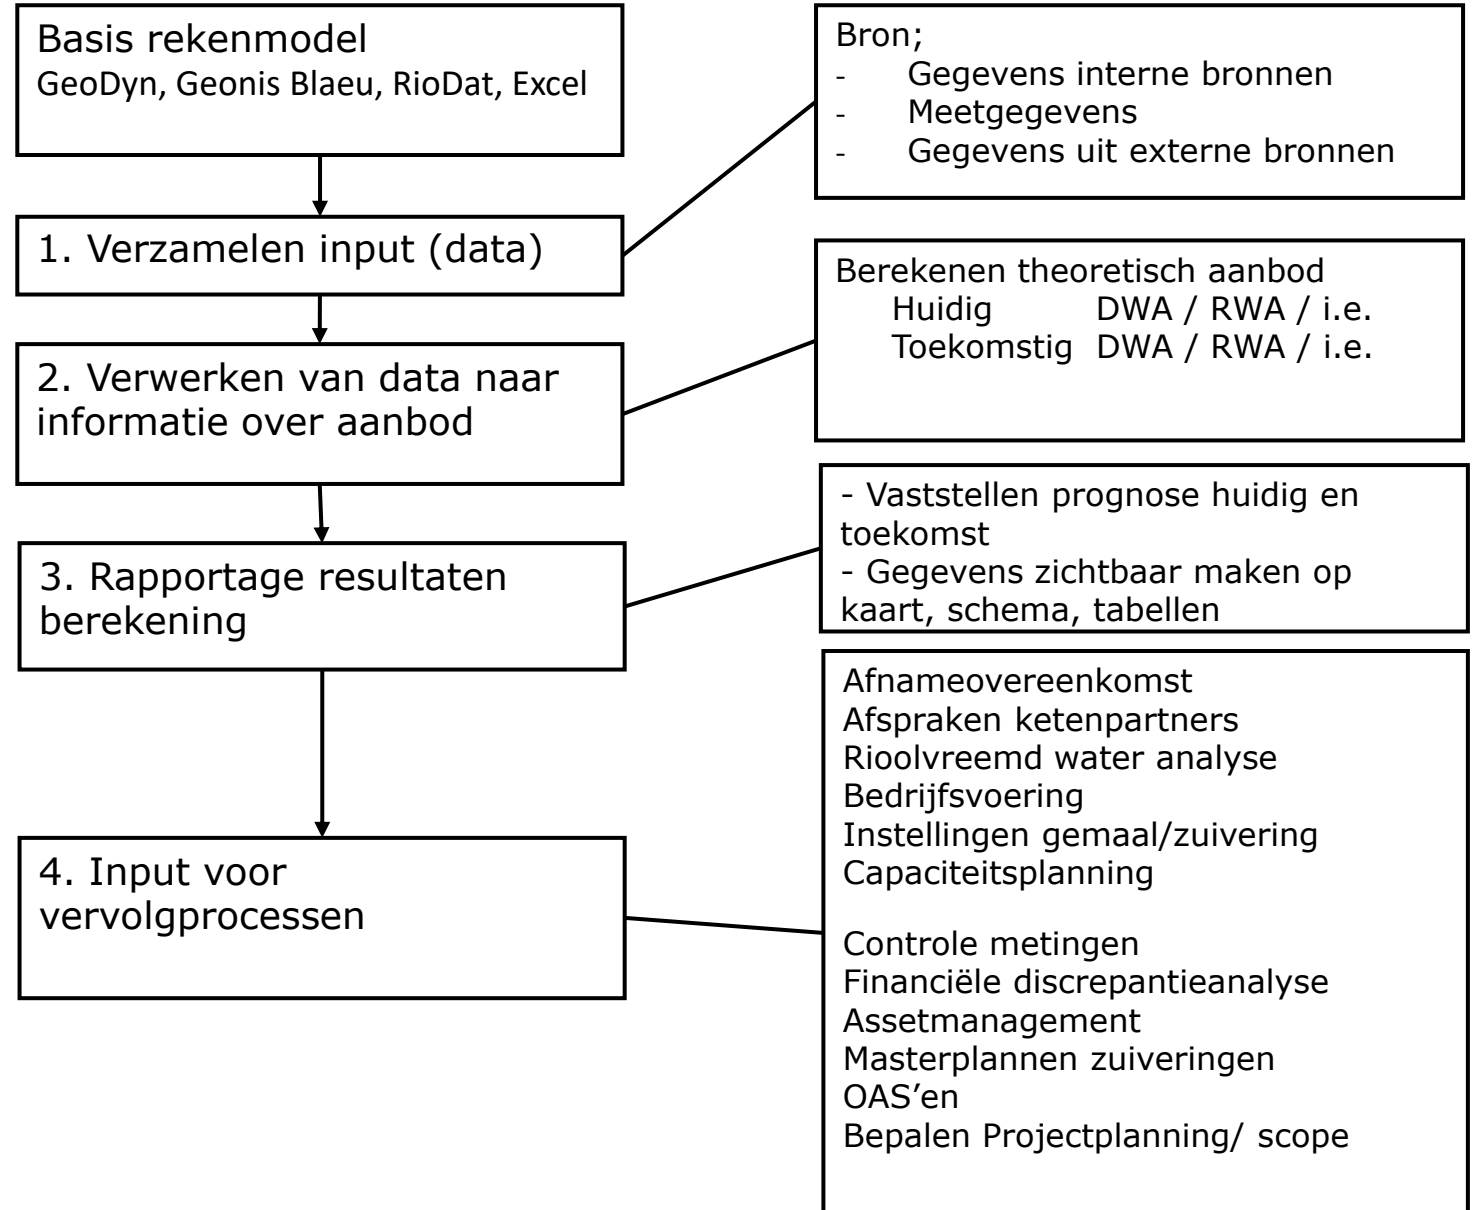 Basis rekenmodel
GeoDyn, Geonis Blaeu, RioDat, Excel
Bron;
- Gegevens interne bronnen
- Meetgegevens
- Gegevens uit externe bronnen
1. Verzamelen input (data)
Berekenen theoretisch aanbod
Huidig DWA / RWA / i.e.
Toekomstig DWA / RWA / i.e.
2. Verwerken van data naar
informatie over aanbod
- Vaststellen prognose huidig en
toekomst
- Gegevens zichtbaar maken op
kaart, schema, tabellen
3. Rapportage resultaten
berekening
Afnameovereenkomst
Afspraken ketenpartners
Rioolvreemd water analyse
Bedrijfsvoering
Instellingen gemaal/zuivering
Capaciteitsplanning
Controle metingen
Financiële discrepantieanalyse
Assetmanagement
Masterplannen zuiveringen
OAS’en
Bepalen Projectplanning/ scope
4. Input voor
vervolgprocessen